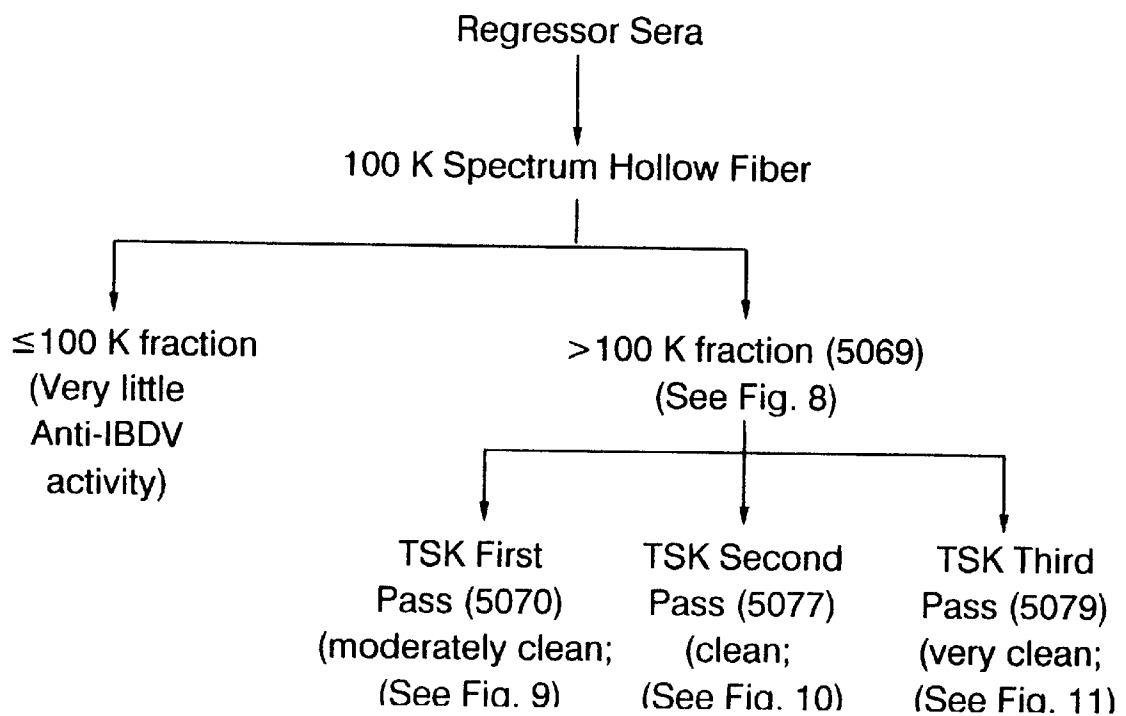 Regressor Sera
100 K Spectrum Hollow Fiber
≤100 K fraction
(Very little
Anti-IBDV
activity)
>100 K fraction (5069)
(See Fig. 8)
TSK First
Pass (5070)
(moderately clean;
(See Fig. 9)
TSK Second
Pass (5077)
(clean;
(See Fig. 10)
TSK Third
Pass (5079)
(very clean;
(See Fig. 11)